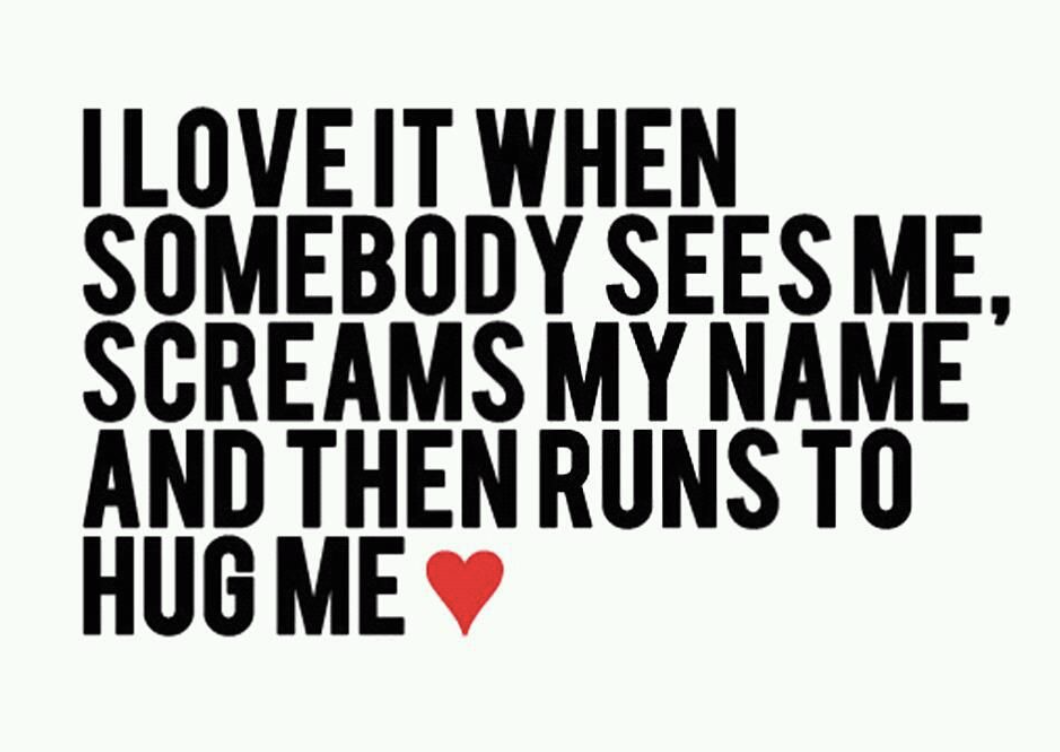 I LOVE IT WHEN
SOMEBODY SEES ME,
SCREAMS MY NAME
AND THEN RUNS TO
HUG ME ♥